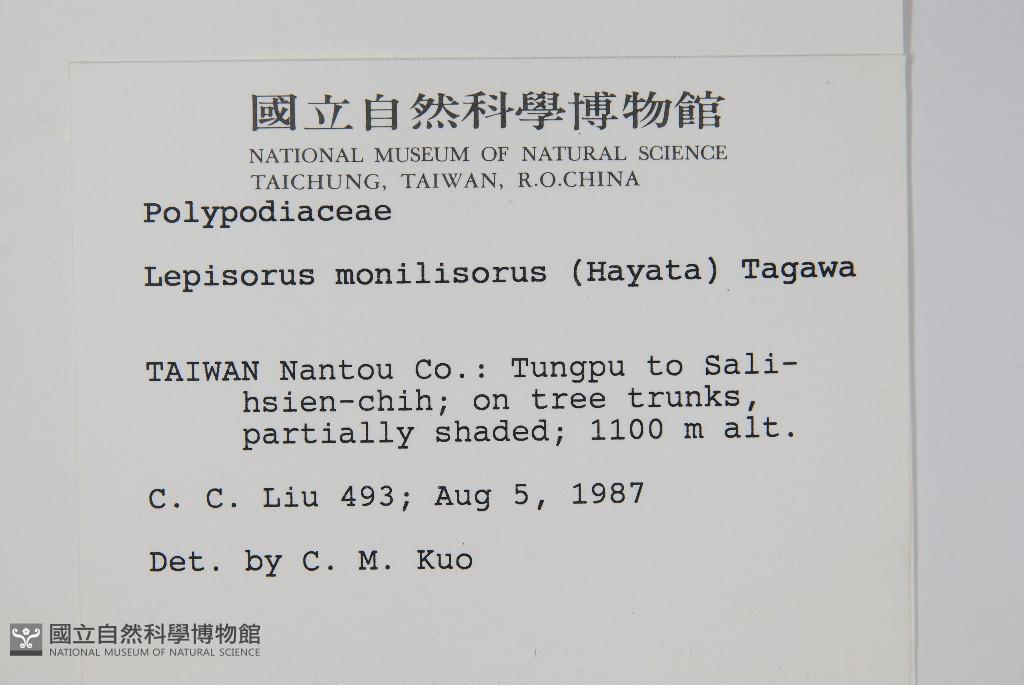 國立自然科學博物館
NATIONAL MUSEUM OF NATURAL SCIENCE
TAICHUNG, TAIWAN, R.O.CHINA
Polypodiaceae
Lepisorus monilisorus (Hayata) Tagawa
TAIWAN Nantou Co.: Tungpu to Sali-
hsien-chih; on tree trunks,
partially shaded; 1100 m alt.
C. C. Liu 493; Aug 5, 1987
Det. by C. M. Kuo
國立自然科學博物館
NATIONAL MUSEUM OF NATURAL SCIENCE